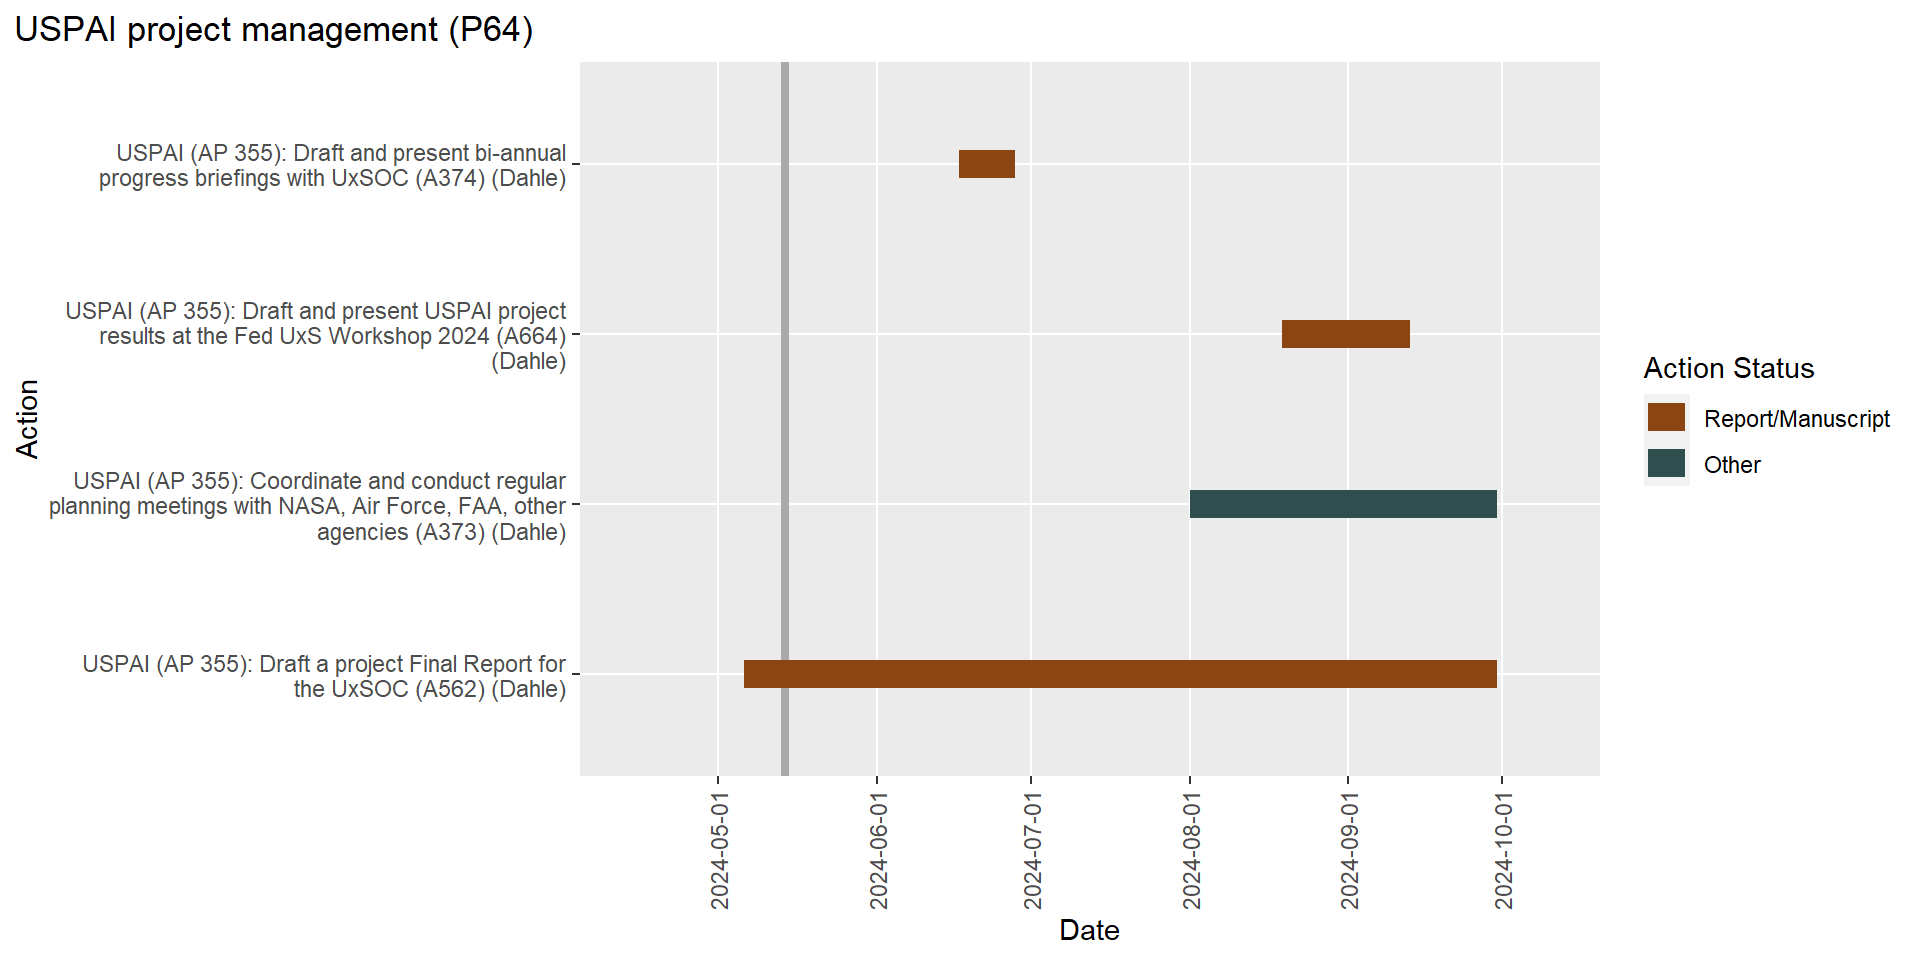 USPAI project management (P64)
USPAI (AP 355): Draft and present bi-annual
progress briefings with UxSOC (A374) (Dahle)
USPAI (AP 355): Draft and present USPAI project
results at the Fed UxS Workshop 2024 (A664)
(Dahle)
USPAI (AP 355): Coordinate and conduct regular
planning meetings with NASA, Air Force, FAA, other
agencies (A373) (Dahle)
USPAI (AP 355): Draft a project Final Report for
the UxSOC (A562) (Dahle)
Action
2024-05-01
2024-06-01
2024-07-01
2024-08-01
2024-09-01
2024-10-01
Date
Action Status
Report/Manuscript
Other